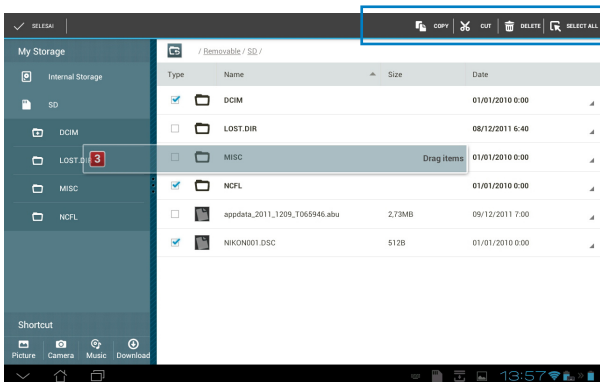 SELESAI COPY CUT DELETE SELECT ALL
My Storage / Removable / SD /
Internal Storage Type Name Size Date
SD DCIM 01/01/2010 0:00
DCIM LOST.DIR 08/12/2011 6:40
LOST.DIR 3 MISC Drag items 01/01/2010 0:00
MISC NCFL 01/01/2010 0:00
NCFL appdata_2011_1209_T065946.abu 2,73MB 09/12/2011 7:00
NIKON001.DSC 512B 01/01/2010 0:00
Shortcut
Picture Camera Music Download
13:57